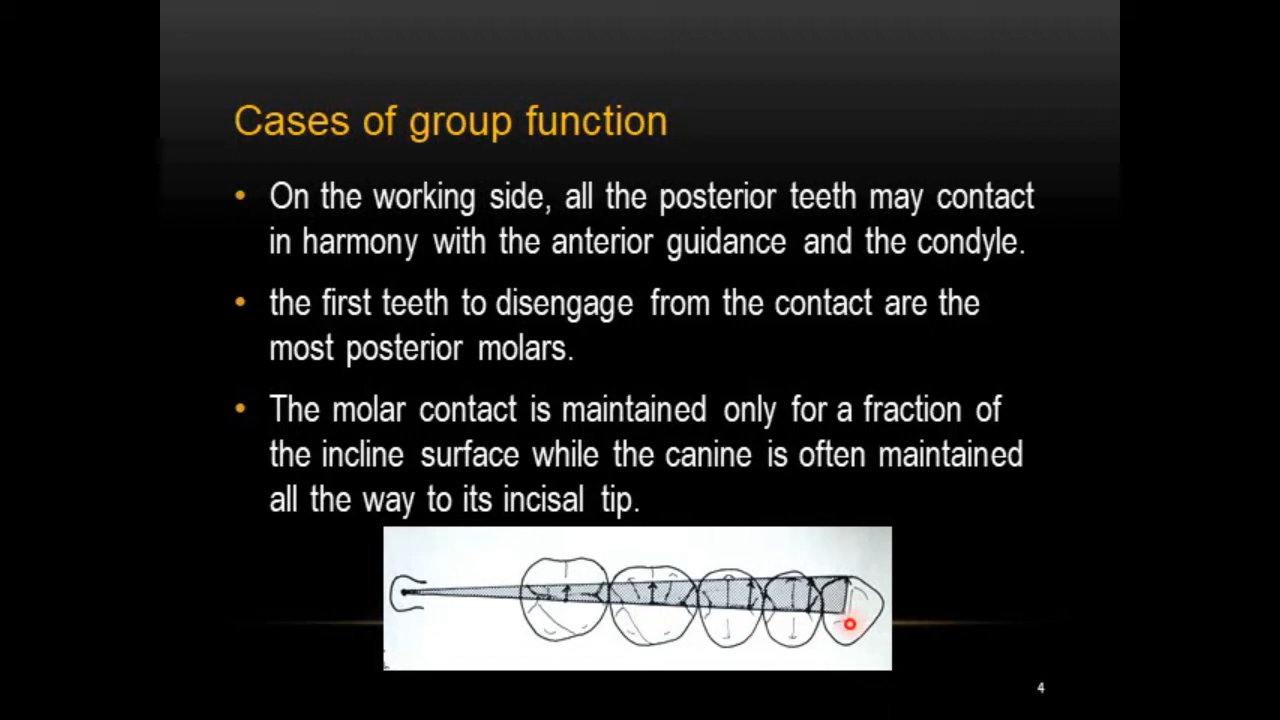 Cases of group function
• On the working side, all the posterior teeth may contact
in harmony with the anterior guidance and the condyle.
• the first teeth to disengage from the contact are the
most posterior molars.
• The molar contact is maintained only for a fraction of
the incline surface while the canine is often maintained
all the way to its incisal tip.
4